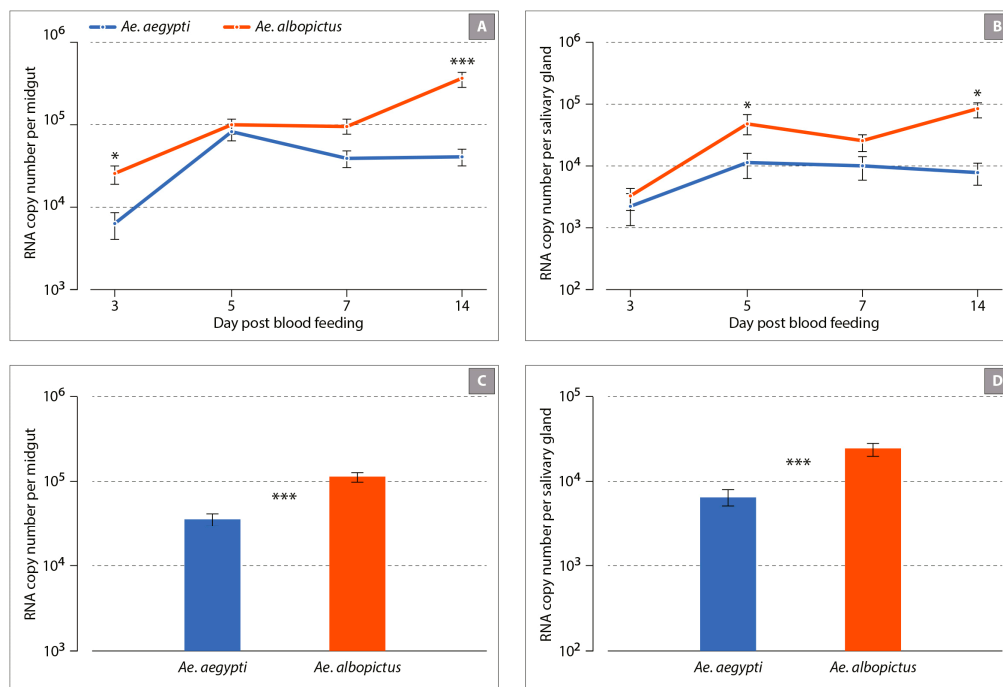 Ae. aegypti
Ae. albopictus
A
RNA copy number per midgut
10⁶
10⁵
10⁴
10³
*
***
3
5
7
14
Day post blood feeding
B
RNA copy number per salivary gland
10⁶
10⁵
10⁴
10³
10²
*
*
3
5
7
14
Day post blood feeding
C
RNA copy number per midgut
10⁶
10⁵
10⁴
10³
***
Ae. aegypti
Ae. albopictus
D
RNA copy number per salivary gland
10⁵
10⁴
10³
10²
***
Ae. aegypti
Ae. albopictus